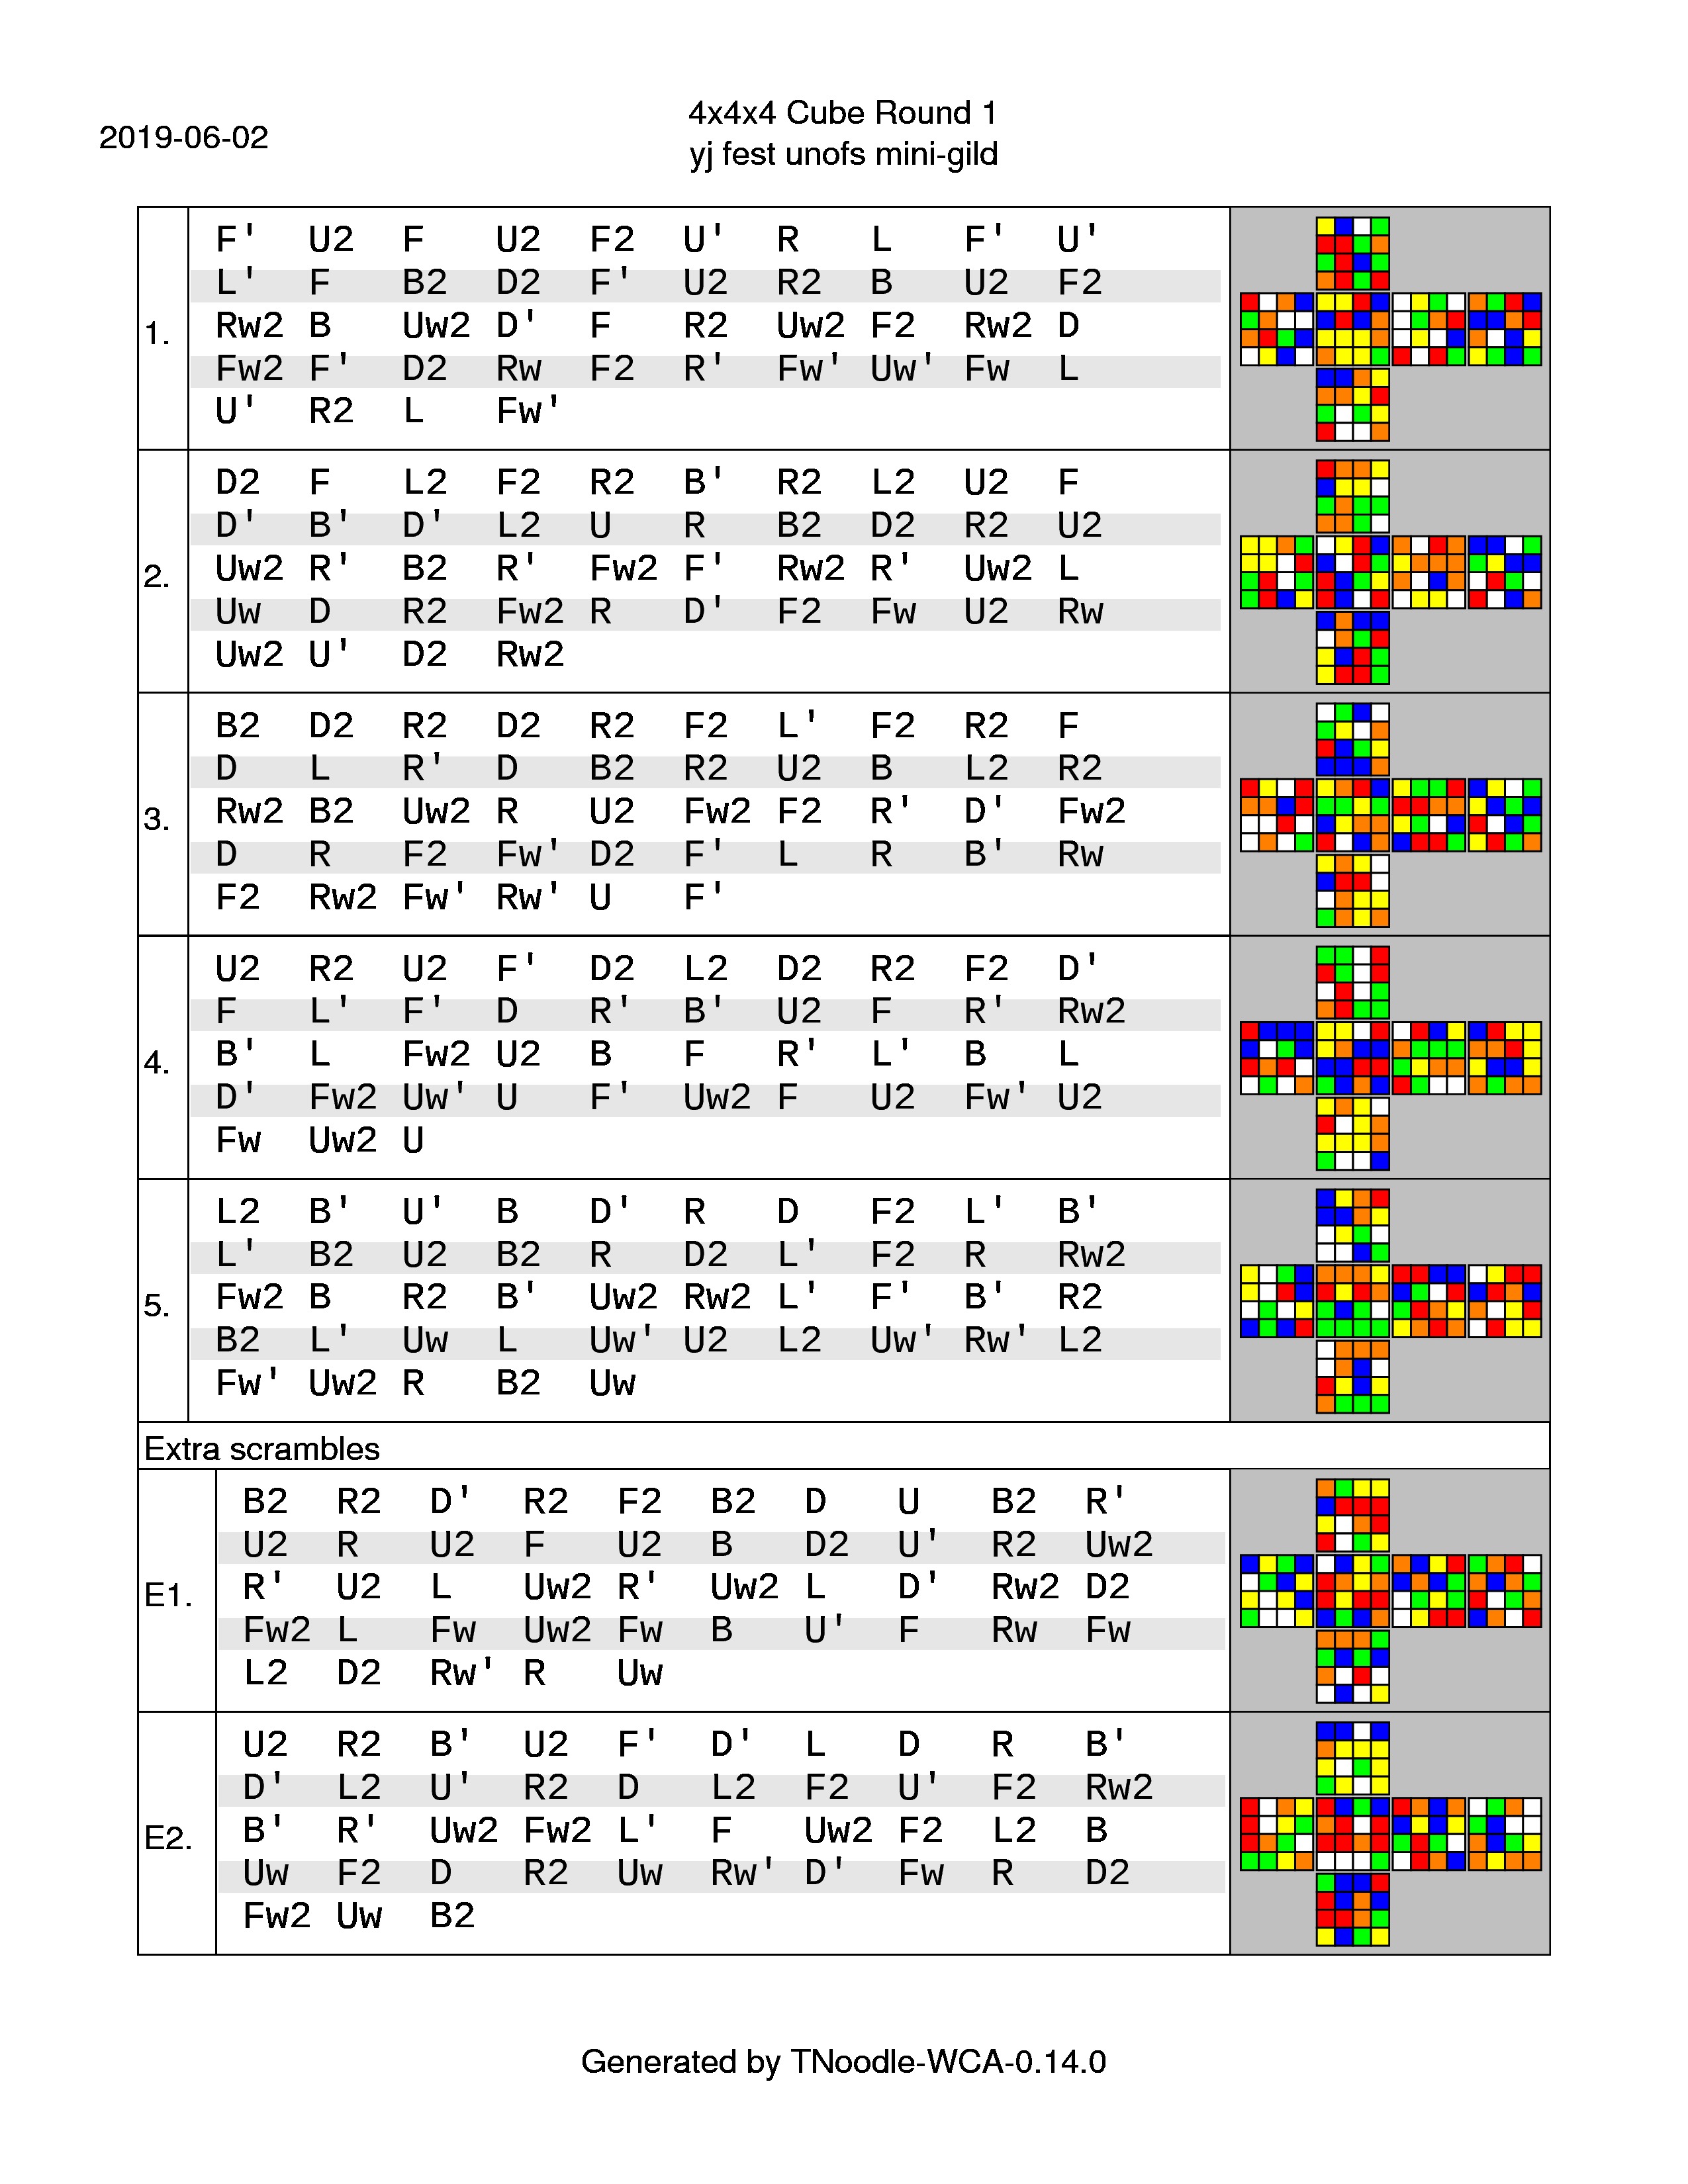 2019-06-02
4x4x4 Cube Round 1
yj fest unofs mini-gild
1.
F' U2 F U2 F2 U' R L F' U'
L' F B2 D2 F' U2 R2 B U2 F2
Rw2 B Uw2 D' F R2 Uw2 F2 Rw2 D
Fw2 F' D2 Rw F2 R' Fw' Uw' Fw L
U' R2 L Fw'
2.
D2 F L2 F2 R2 B' R2 L2 U2 F
D' B' D' L2 U R B2 D2 R2 U2
Uw2 R' B2 R' Fw2 F' Rw2 R' Uw2 L
Uw D R2 Fw2 R D' F2 Fw U2 Rw
Uw2 U' D2 Rw2
3.
B2 D2 R2 D2 R2 F2 L' F2 R2 F
D L R' D B2 R2 U2 B L2 R2
Rw2 B2 Uw2 R U2 Fw2 F2 R' D' Fw2
D R F2 Fw' D2 F' L R B' Rw
F2 Rw2 Fw' Rw' U F'
4.
U2 R2 U2 F' D2 L2 D2 R2 F2 D'
F L' F' D R' B' U2 F R' Rw2
B' L Fw2 U2 B F R' L' B L
D' Fw2 Uw' U F' Uw2 F U2 Fw' U2
Fw Uw2 U
5.
L2 B' U' B D' R D F2 L' B'
L' B2 U2 B2 R D2 L' F2 R Rw2
Fw2 B R2 B' Uw2 Rw2 L' F' B' R2
B2 L' Uw L Uw' U2 L2 Uw' Rw' L2
Fw' Uw2 R B2 Uw
Extra scrambles
E1.
B2 R2 D' R2 F2 B2 D U B2 R'
U2 R U2 F U2 B D2 U' R2 Uw2
R' U2 L Uw2 R' Uw2 L D' Rw2 D2
Fw2 L Fw Uw2 Fw B U' F Rw Fw
L2 D2 Rw' R Uw
E2.
U2 R2 B' U2 F' D' L D R B'
D' L2 U' R2 D L2 F2 U' F2 Rw2
B' R' Uw2 Fw2 L' F Uw2 F2 L2 B
Uw F2 D R2 Uw Rw' D' Fw R D2
Fw2 Uw B2
Generated by TNoodle-WCA-0.14.0